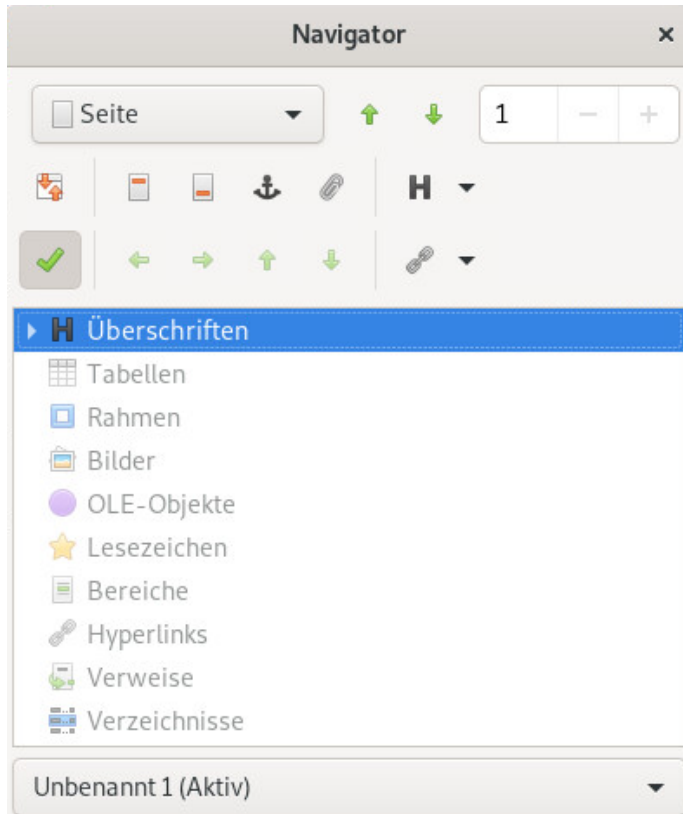 Navigator
Seite
1
H
Überschriften
Tabellen
Rahmen
Bilder
OLE-Objekte
Lesezeichen
Bereiche
Hyperlinks
Verweise
Verzeichnisse
Unbenannt 1 (Aktiv)